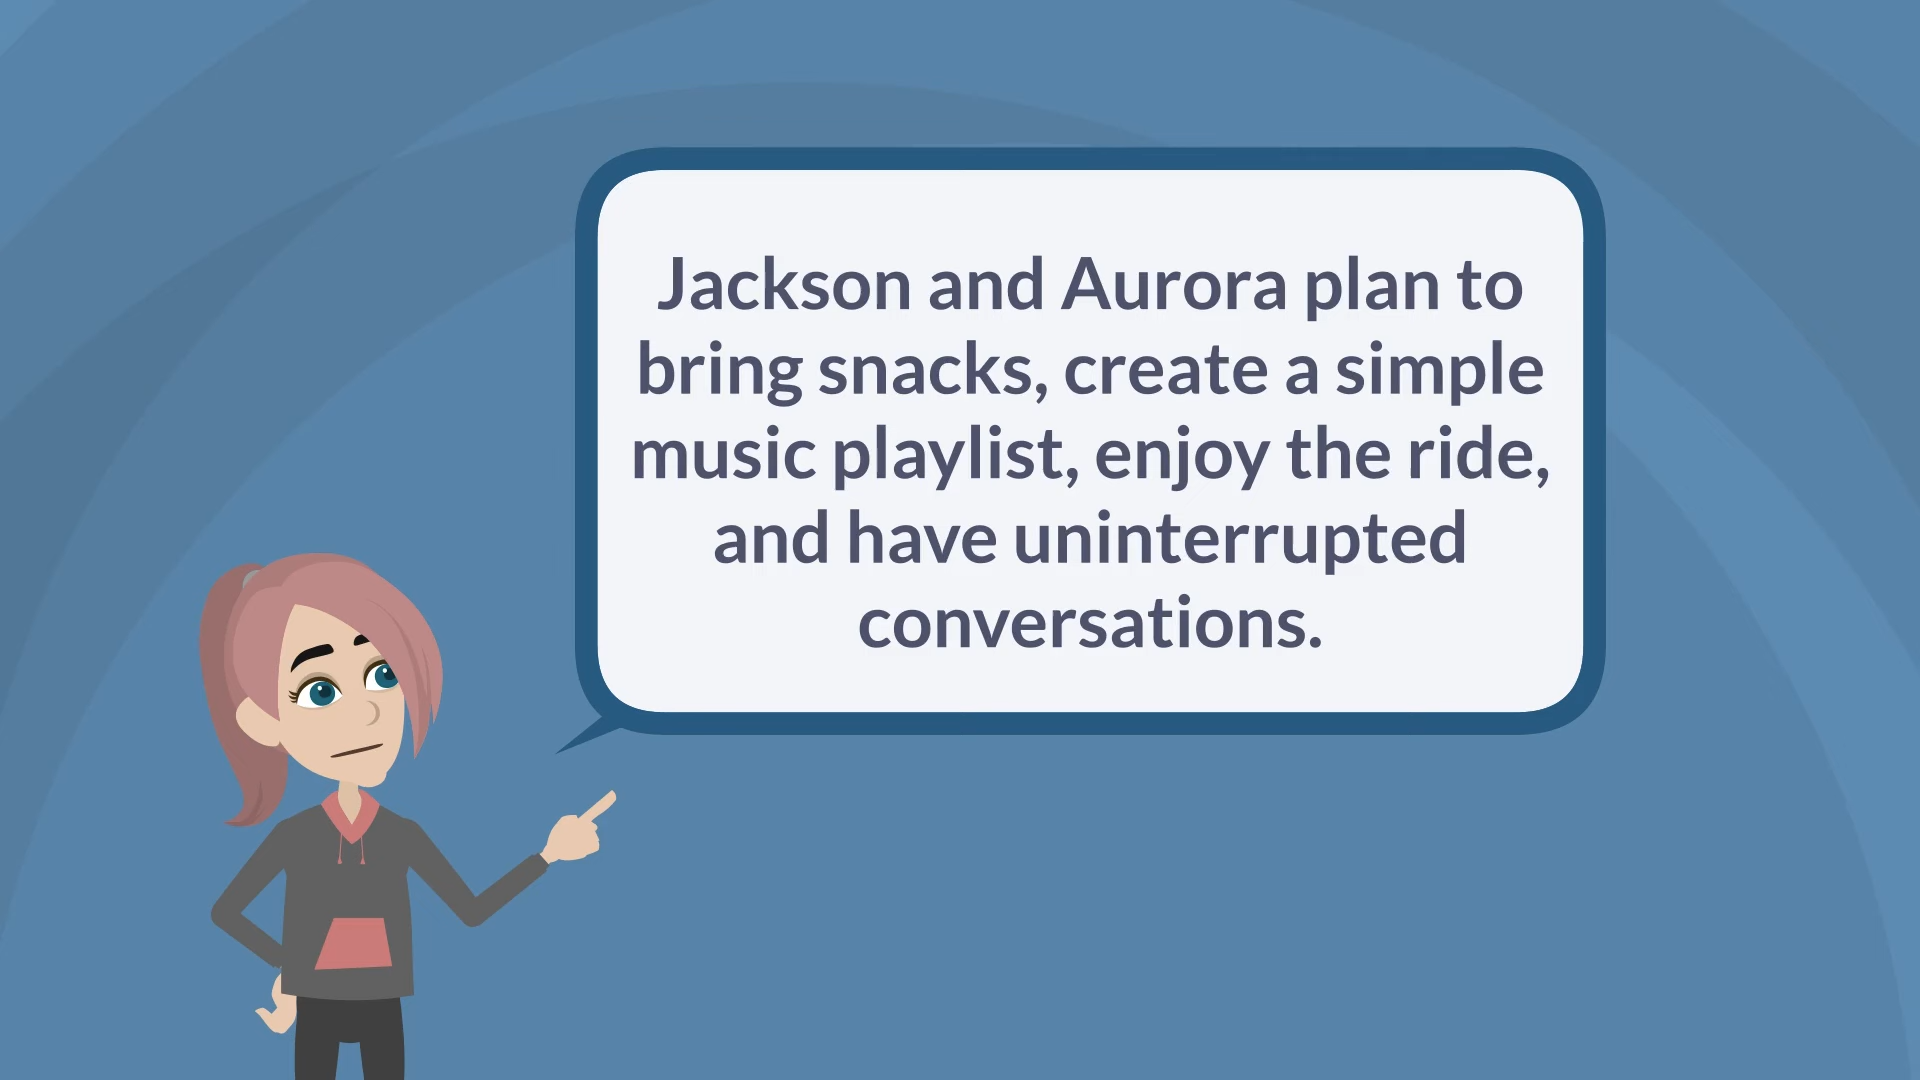 Jackson and Aurora plan to
bring snacks, create a simple
music playlist, enjoy the ride,
and have uninterrupted
conversations.